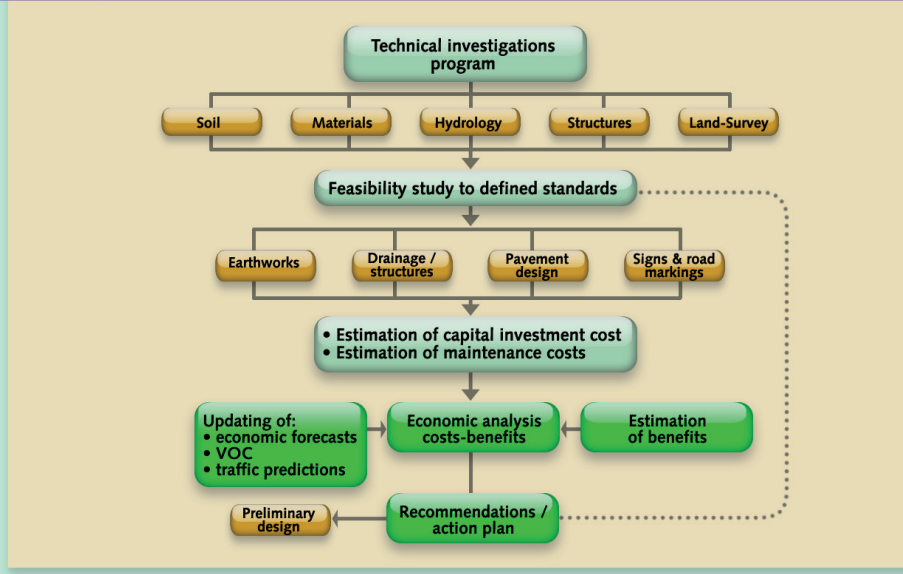 Technical investigations
program
Soil
Materials
Hydrology
Structures
Land-Survey
Feasibility study to defined standards
Earthworks
Drainage /
structures
Pavement
design
Signs & road
markings
• Estimation of capital investment cost
• Estimation of maintenance costs
Updating of:
• economic forecasts
• VOC
• traffic predictions
Economic analysis
costs-benefits
Estimation
of benefits
Preliminary
design
Recommendations /
action plan